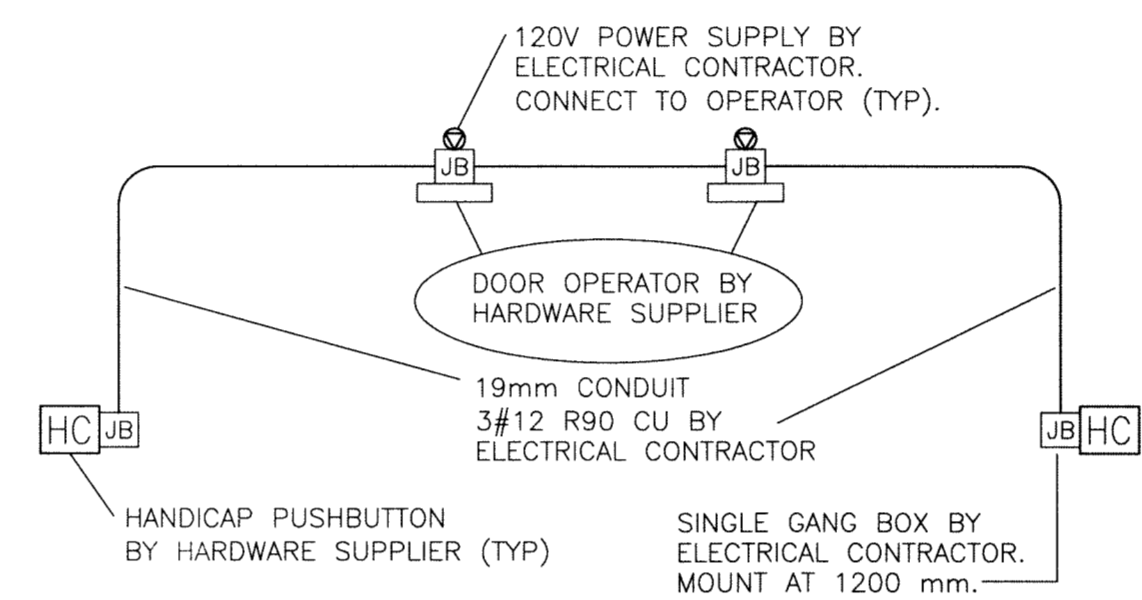 120V POWER SUPPLY BY
ELECTRICAL CONTRACTOR.
CONNECT TO OPERATOR (TYP).
JB
JB
DOOR OPERATOR BY
HARDWARE SUPPLIER
19mm CONDUIT
3#12 R90 CU BY
ELECTRICAL CONTRACTOR
HC JB
JB HC
HANDICAP PUSHBUTTON
BY HARDWARE SUPPLIER (TYP)
SINGLE GANG BOX BY
ELECTRICAL CONTRACTOR.
MOUNT AT 1200 mm.